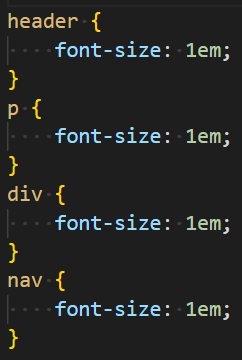 header {
    font-size: 1em;
}
p {
    font-size: 1em;
}
div {
    font-size: 1em;
}
nav {
    font-size: 1em;
}